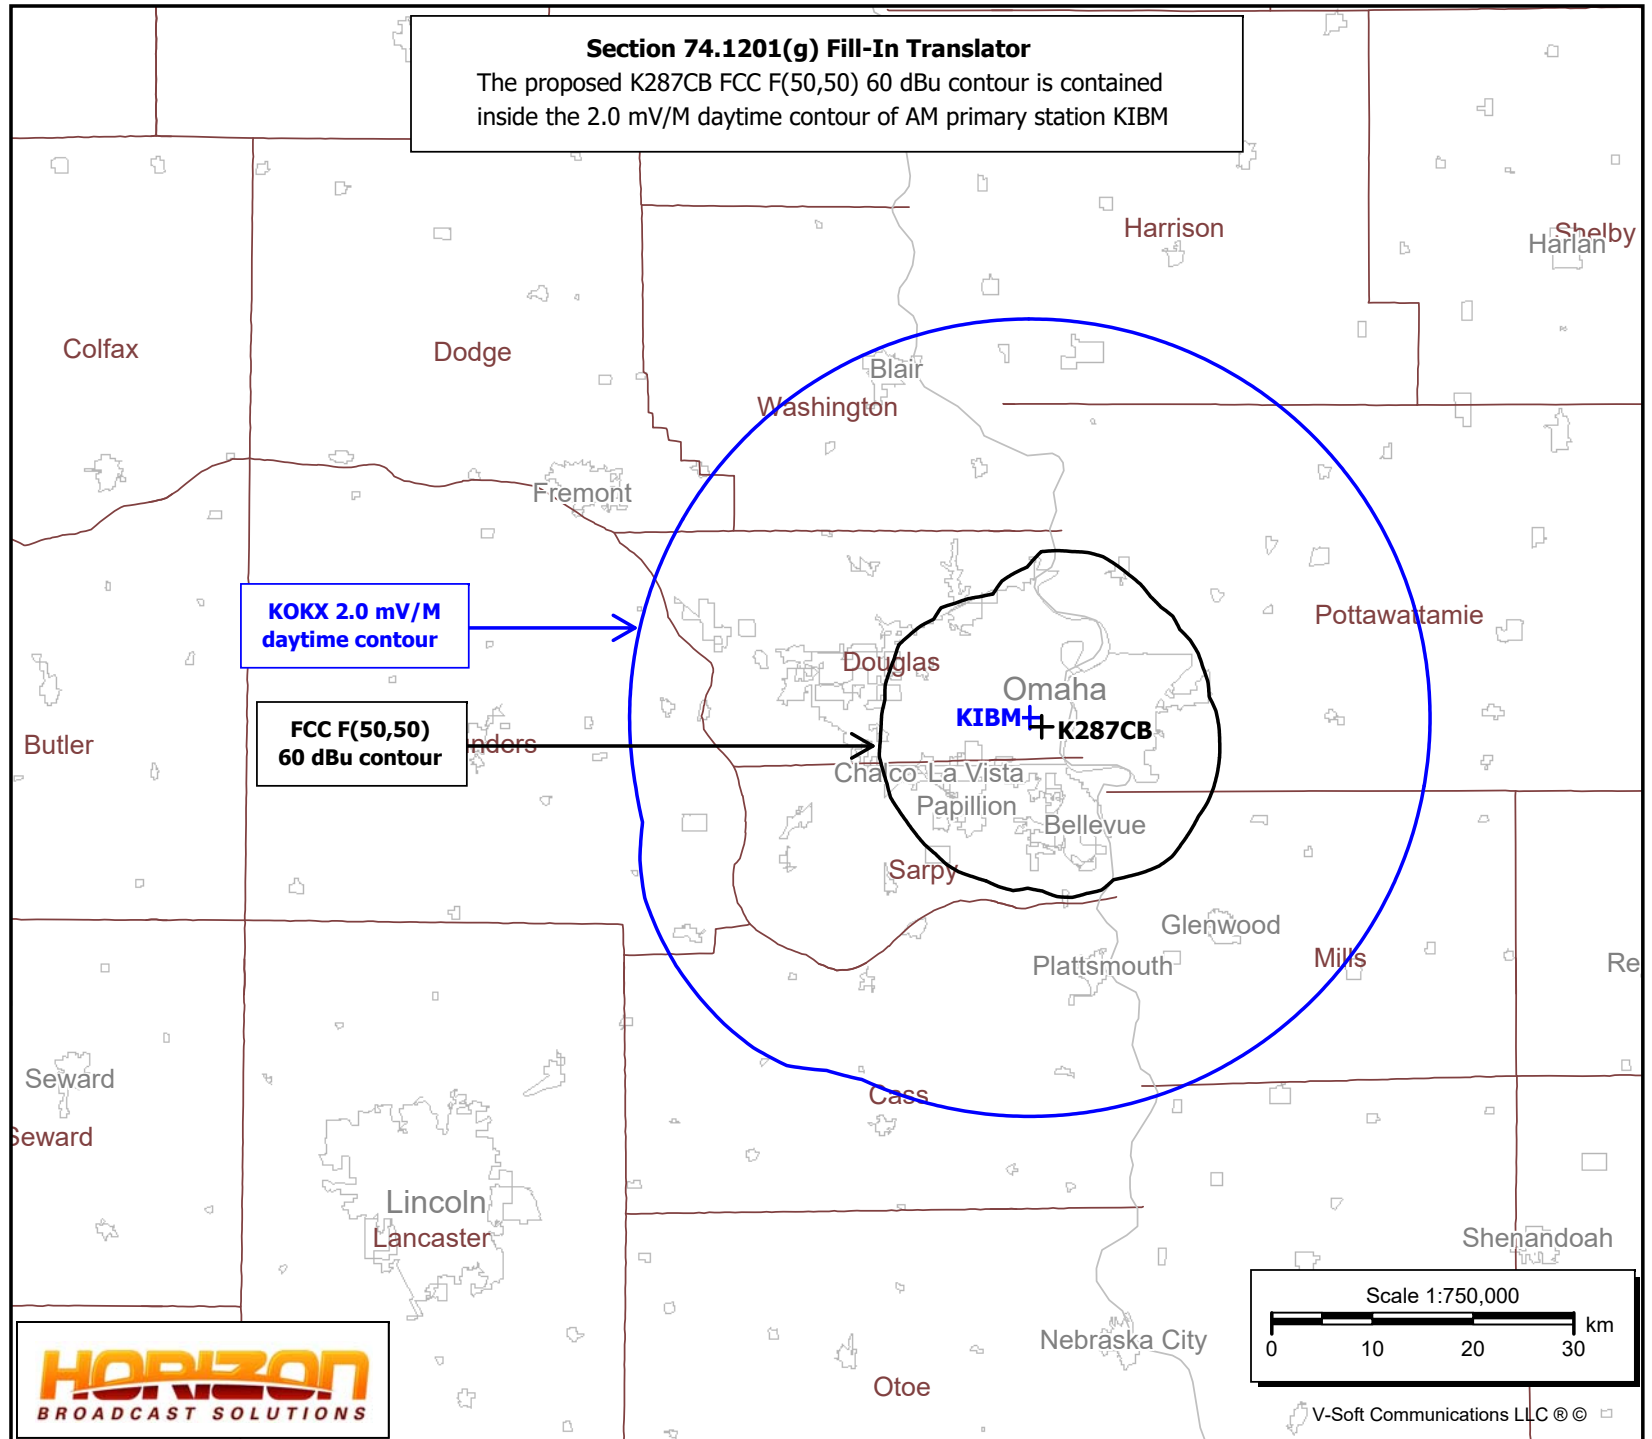 Section 74.1201(g) Fill-In Translator
The proposed K287CB FCC F(50,50) 60 dBu contour is contained
inside the 2.0 mV/M daytime contour of AM primary station KIBM
Harrison
Shelby
Harlan
Colfax
Dodge
Blair
Washington
Fremont
KOKX 2.0 mV/M
daytime contour
Pottawattamie
Douglas
Omaha
KIBM
K287CB
FCC F(50,50)
60 dBu contour
Butler
nders
Chalco La Vista
Papillion
Bellevue
Sarpy
Glenwood
Plattsmouth
Mills
Re
Seward
Cass
Seward
Lincoln
Lancaster
Shenandoah
Scale 1:750,000
km
0 10 20 30
Nebraska City
Otoe
HORIZON
BROADCAST SOLUTIONS
V-Soft Communications LLC ® ©